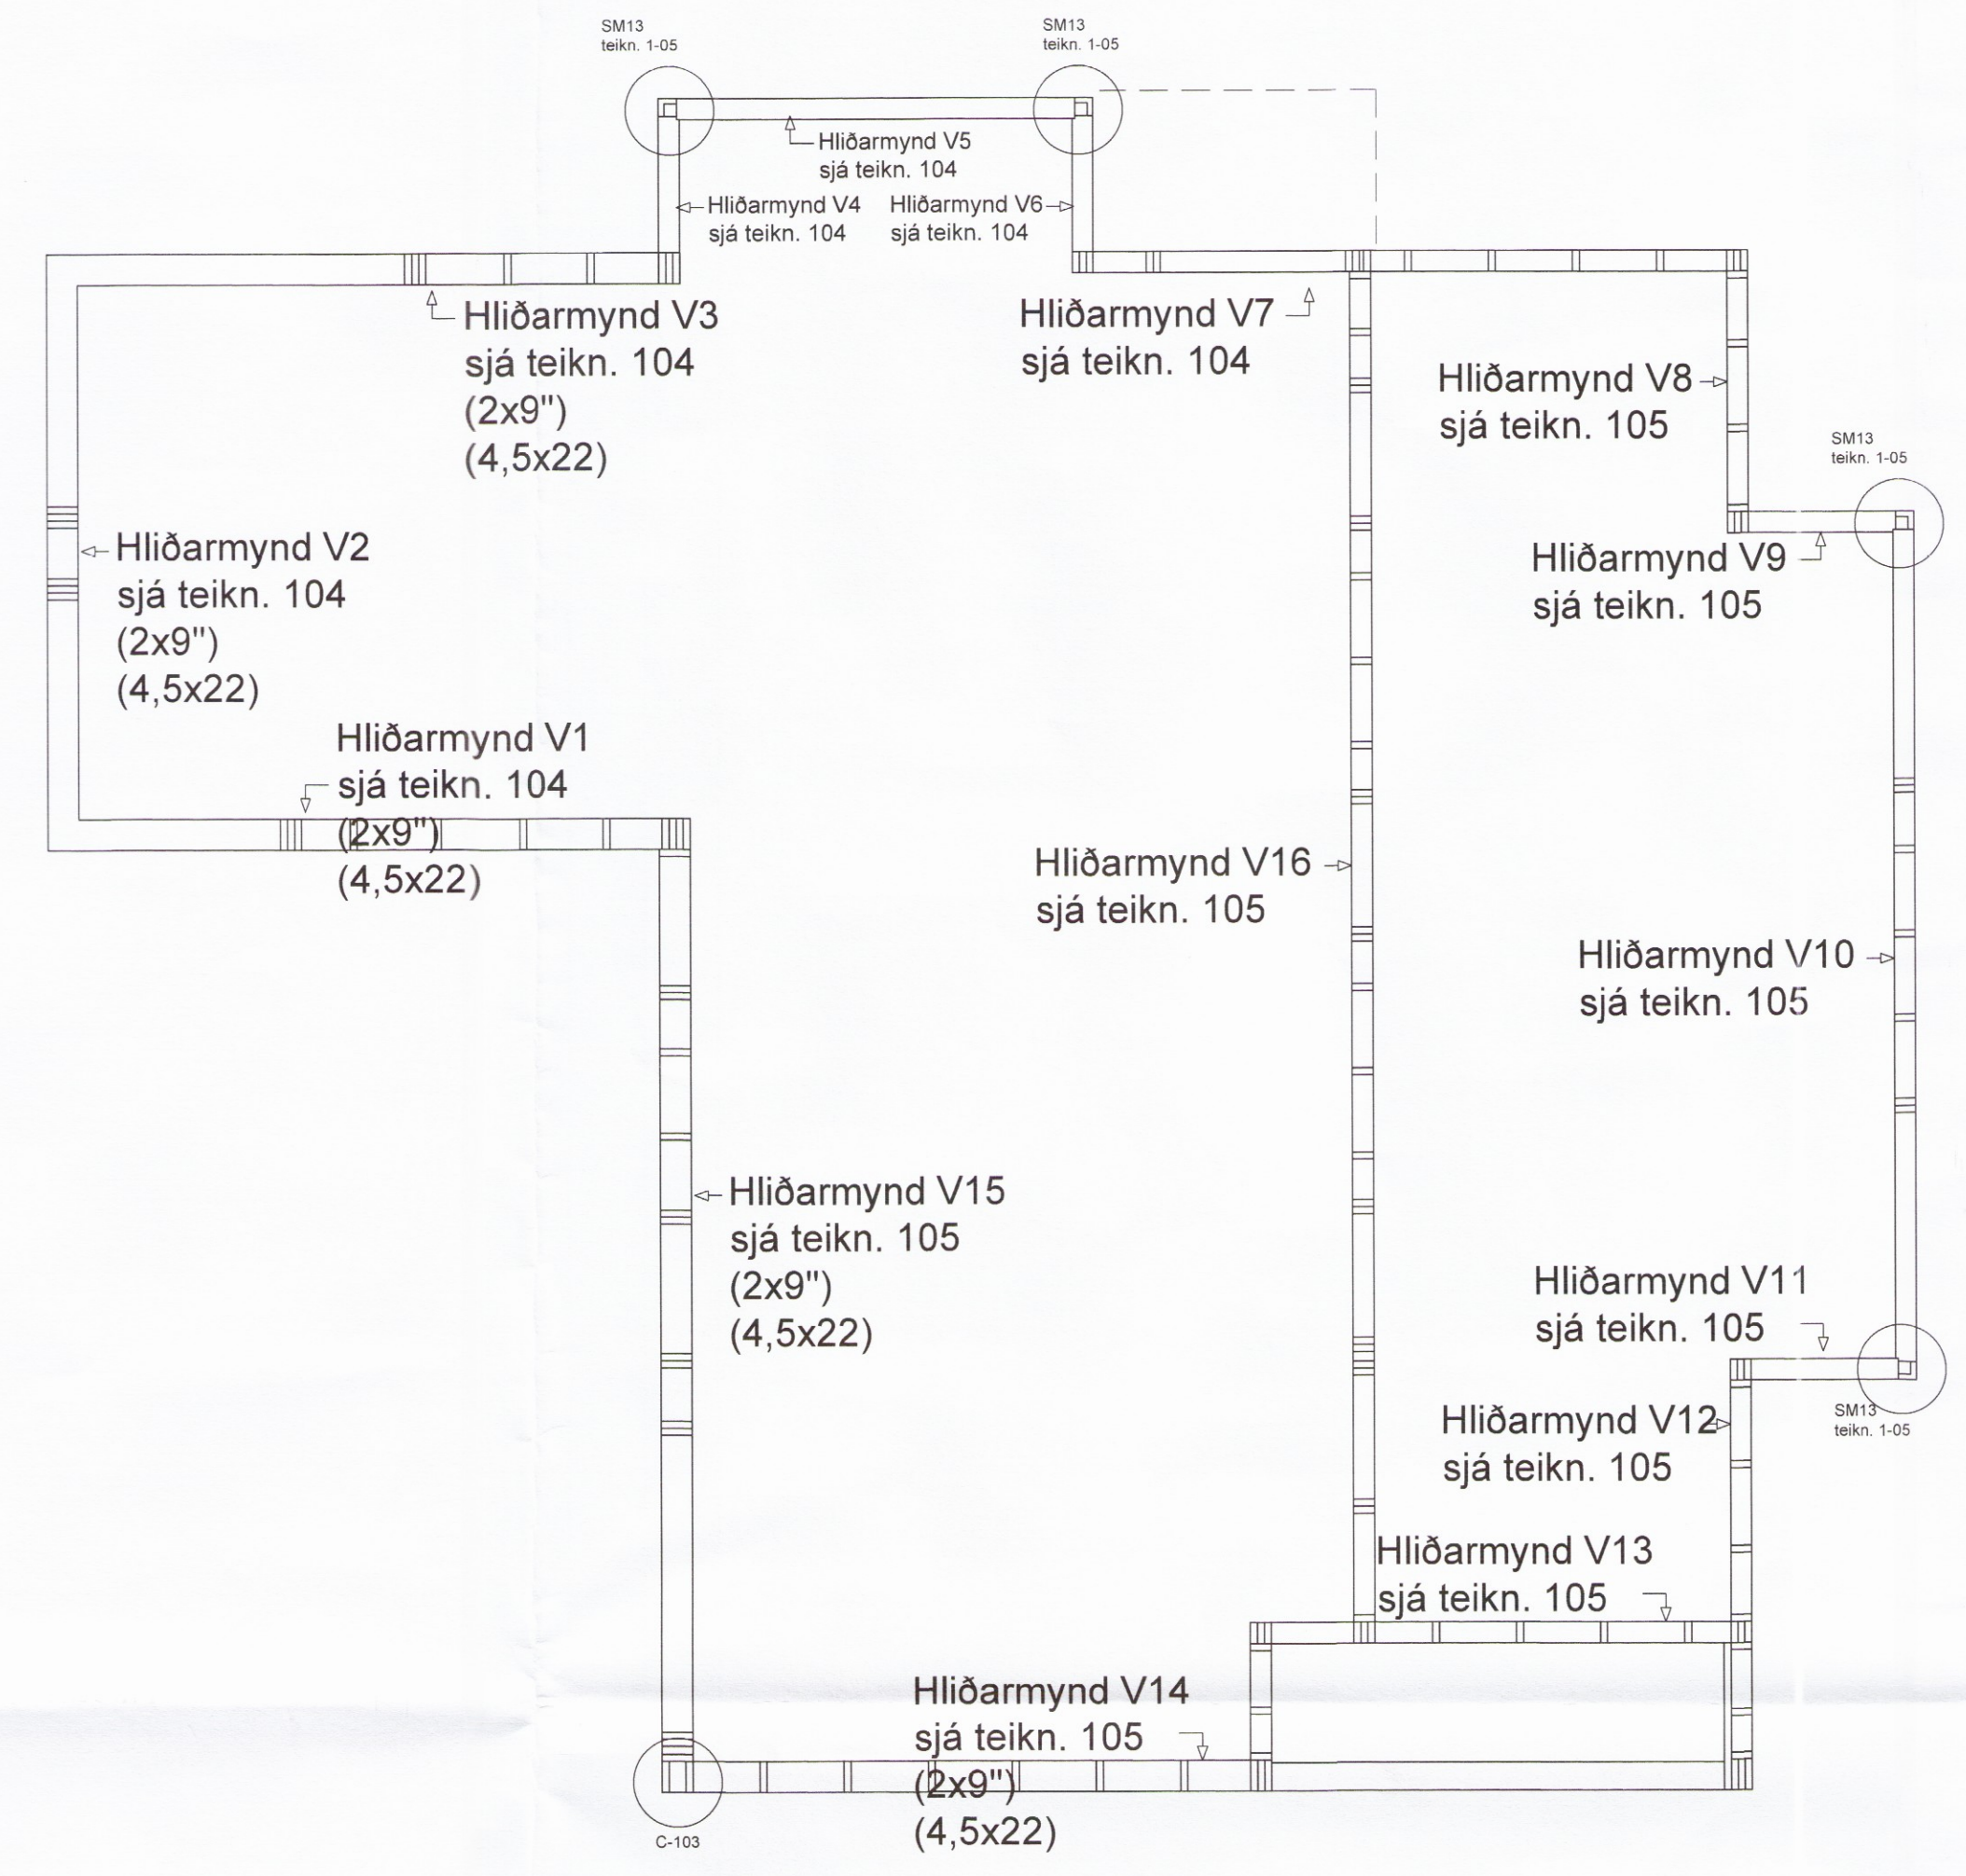 SM13
teikn. 1-05
SM13
teikn. 1-05
Hliðarmynd V5
sjá teikn. 104
Hliðarmynd V4
sjá teikn. 104
Hliðarmynd V6
sjá teikn. 104
Hliðarmynd V3
sjá teikn. 104
(2x9")
(4,5x22)
Hliðarmynd V7
sjá teikn. 104
Hliðarmynd V8
sjá teikn. 105
SM13
teikn. 1-05
Hliðarmynd V2
sjá teikn. 104
(2x9")
(4,5x22)
Hliðarmynd V9
sjá teikn. 105
Hliðarmynd V1
sjá teikn. 104
(2x9")
(4,5x22)
Hliðarmynd V16
sjá teikn. 105
Hliðarmynd V10
sjá teikn. 105
Hliðarmynd V15
sjá teikn. 105
(2x9")
(4,5x22)
Hliðarmynd V11
sjá teikn. 105
Hliðarmynd V12
sjá teikn. 105
SM13
teikn. 1-05
Hliðarmynd V13
sjá teikn. 105
Hliðarmynd V14
sjá teikn. 105
(2x9")
(4,5x22)
C-103